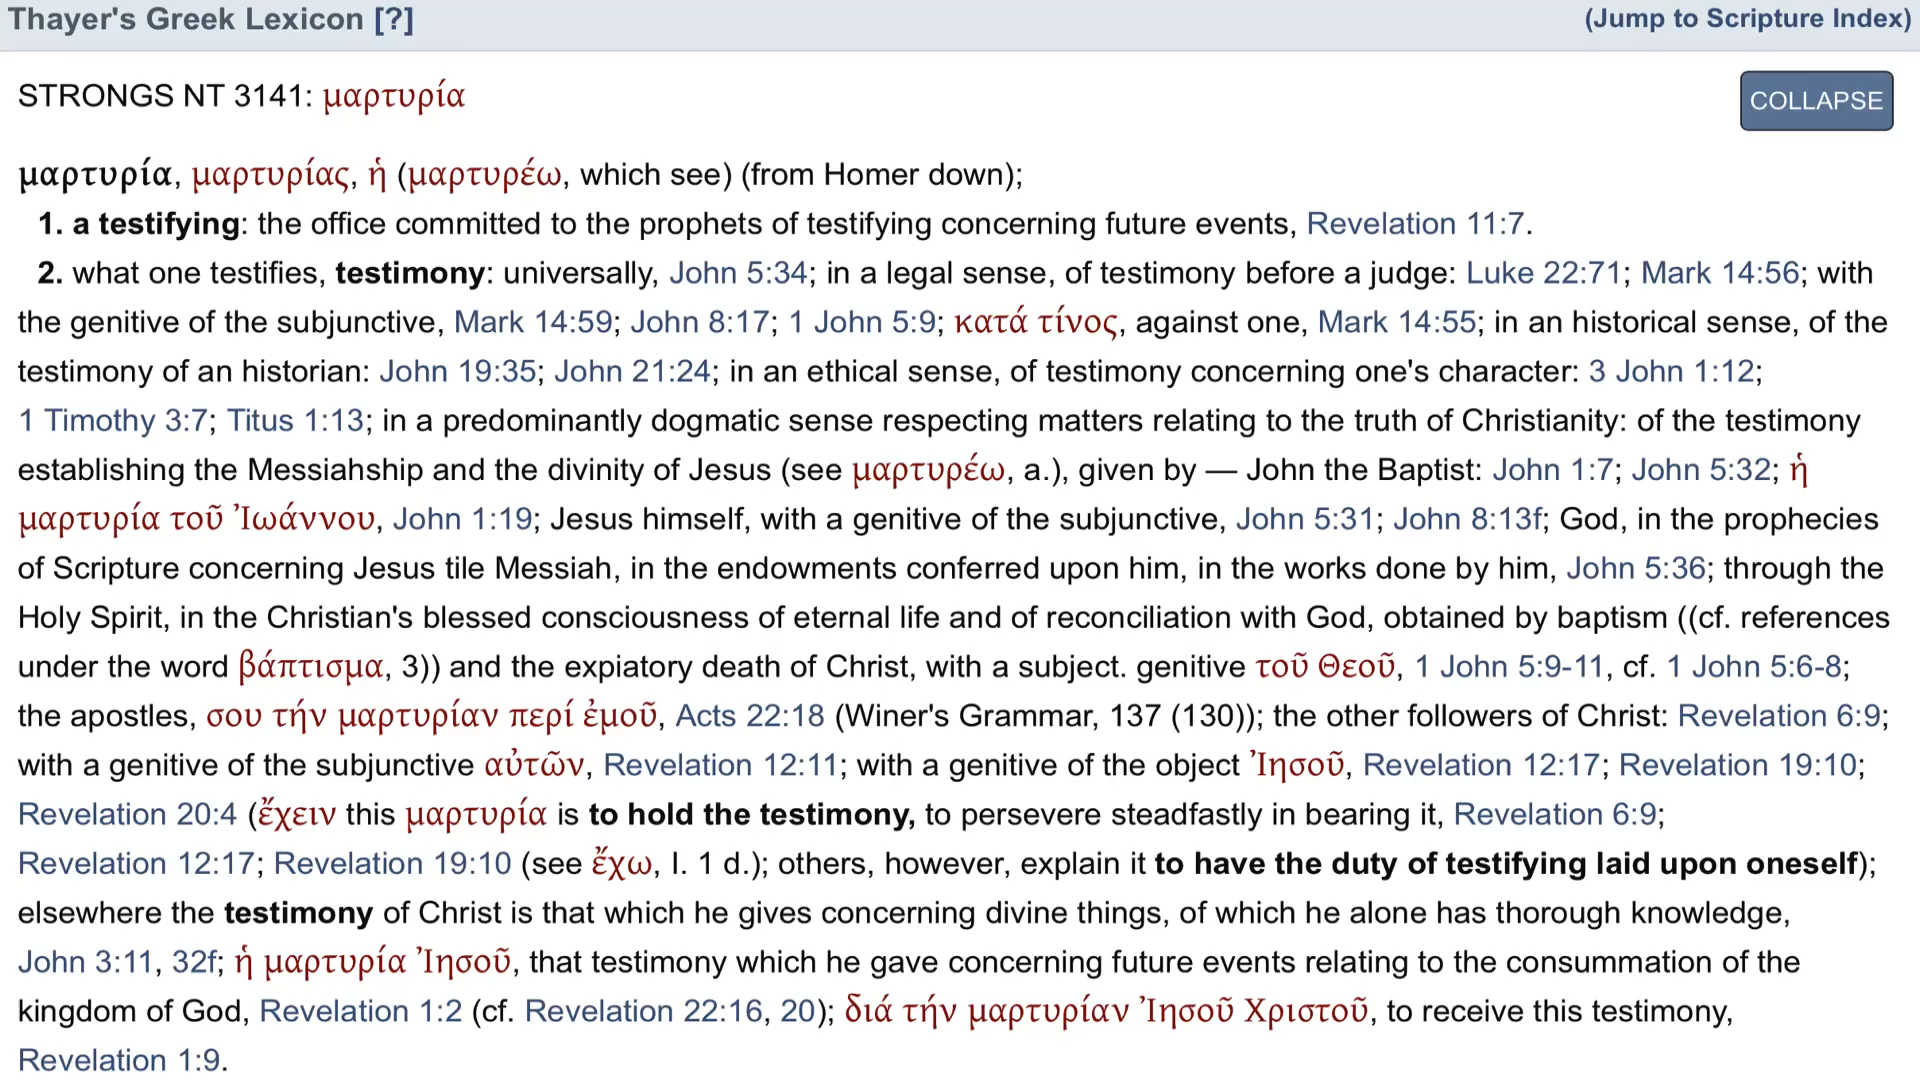 Thayer's Greek Lexicon [?]
(Jump to Scripture Index)
STRONGS NT 3141: μαρτυρία
COLLAPSE
μαρτυρία, μαρτυρίας, ἡ (μαρτυρέω, which see) (from Homer down);
1. a testifying: the office committed to the prophets of testifying concerning future events, Revelation 11:7.
2. what one testifies, testimony: universally, John 5:34; in a legal sense, of testimony before a judge: Luke 22:71; Mark 14:56; with
the genitive of the subjunctive, Mark 14:59; John 8:17; 1 John 5:9; κατά τίνος, against one, Mark 14:55; in an historical sense, of the
testimony of an historian: John 19:35; John 21:24; in an ethical sense, of testimony concerning one's character: 3 John 1:12;
1 Timothy 3:7; Titus 1:13; in a predominantly dogmatic sense respecting matters relating to the truth of Christianity: of the testimony
establishing the Messiahship and the divinity of Jesus (see μαρτυρέω, a.), given by — John the Baptist: John 1:7; John 5:32; ἡ
μαρτυρία τοῦ Ἰωάννου, John 1:19; Jesus himself, with a genitive of the subjunctive, John 5:31; John 8:13f; God, in the prophecies
of Scripture concerning Jesus tile Messiah, in the endowments conferred upon him, in the works done by him, John 5:36; through the
Holy Spirit, in the Christian's blessed consciousness of eternal life and of reconciliation with God, obtained by baptism ((cf. references
under the word βάπτισμα, 3)) and the expiatory death of Christ, with a subject. genitive τοῦ Θεοῦ, 1 John 5:9-11, cf. 1 John 5:6-8;
the apostles, σου τήν μαρτυρίαν περί ἐμοῦ, Acts 22:18 (Winer's Grammar, 137 (130)); the other followers of Christ: Revelation 6:9;
with a genitive of the subjunctive αὐτῶν, Revelation 12:11; with a genitive of the object Ἰησοῦ, Revelation 12:17; Revelation 19:10;
Revelation 20:4 (ἔχειν this μαρτυρία is to hold the testimony, to persevere steadfastly in bearing it, Revelation 6:9;
Revelation 12:17; Revelation 19:10 (see ἔχω, I. 1 d.); others, however, explain it to have the duty of testifying laid upon oneself);
elsewhere the testimony of Christ is that which he gives concerning divine things, of which he alone has thorough knowledge,
John 3:11, 32f; ἡ μαρτυρία Ἰησοῦ, that testimony which he gave concerning future events relating to the consummation of the
kingdom of God, Revelation 1:2 (cf. Revelation 22:16, 20); διά τήν μαρτυρίαν Ἰησοῦ Χριστοῦ, to receive this testimony,
Revelation 1:9.